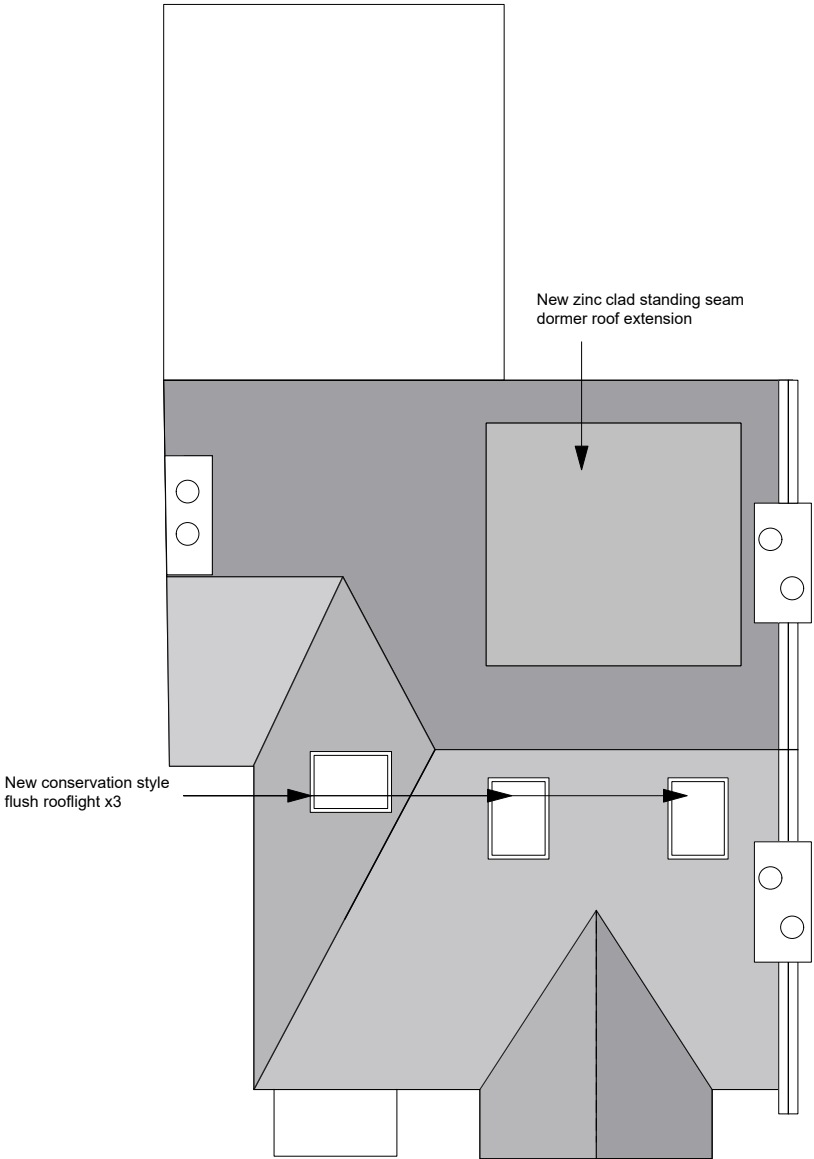 New zinc clad standing seam
dormer roof extension
New conservation style
flush rooflight x3